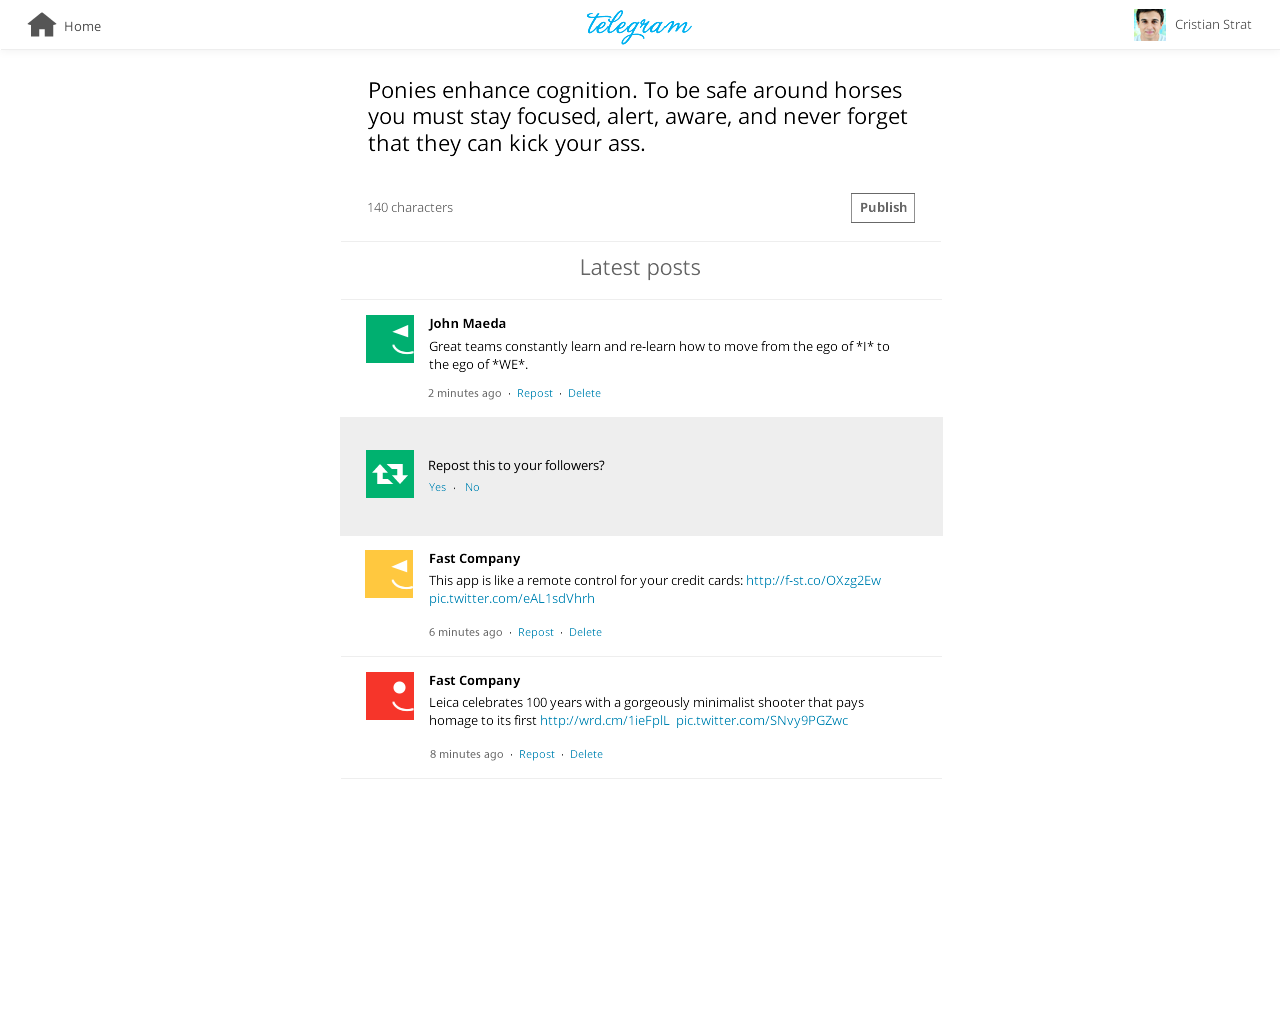 Home
telegram
Cristian Strat
Ponies enhance cognition. To be safe around horses
you must stay focused, alert, aware, and never forget
that they can kick your ass.
140 characters
Publish
Latest posts
John Maeda
Great teams constantly learn and re-learn how to move from the ego of *I* to
the ego of *WE*.
2 minutes ago · Repost · Delete
Repost this to your followers?
Yes · No
Fast Company
This app is like a remote control for your credit cards: http://f-st.co/OXzg2Ew
pic.twitter.com/eAL1sdVhrh
6 minutes ago · Repost · Delete
Fast Company
Leica celebrates 100 years with a gorgeously minimalist shooter that pays
homage to its first http://wrd.cm/1ieFplL pic.twitter.com/SNvy9PGZwc
8 minutes ago · Repost · Delete